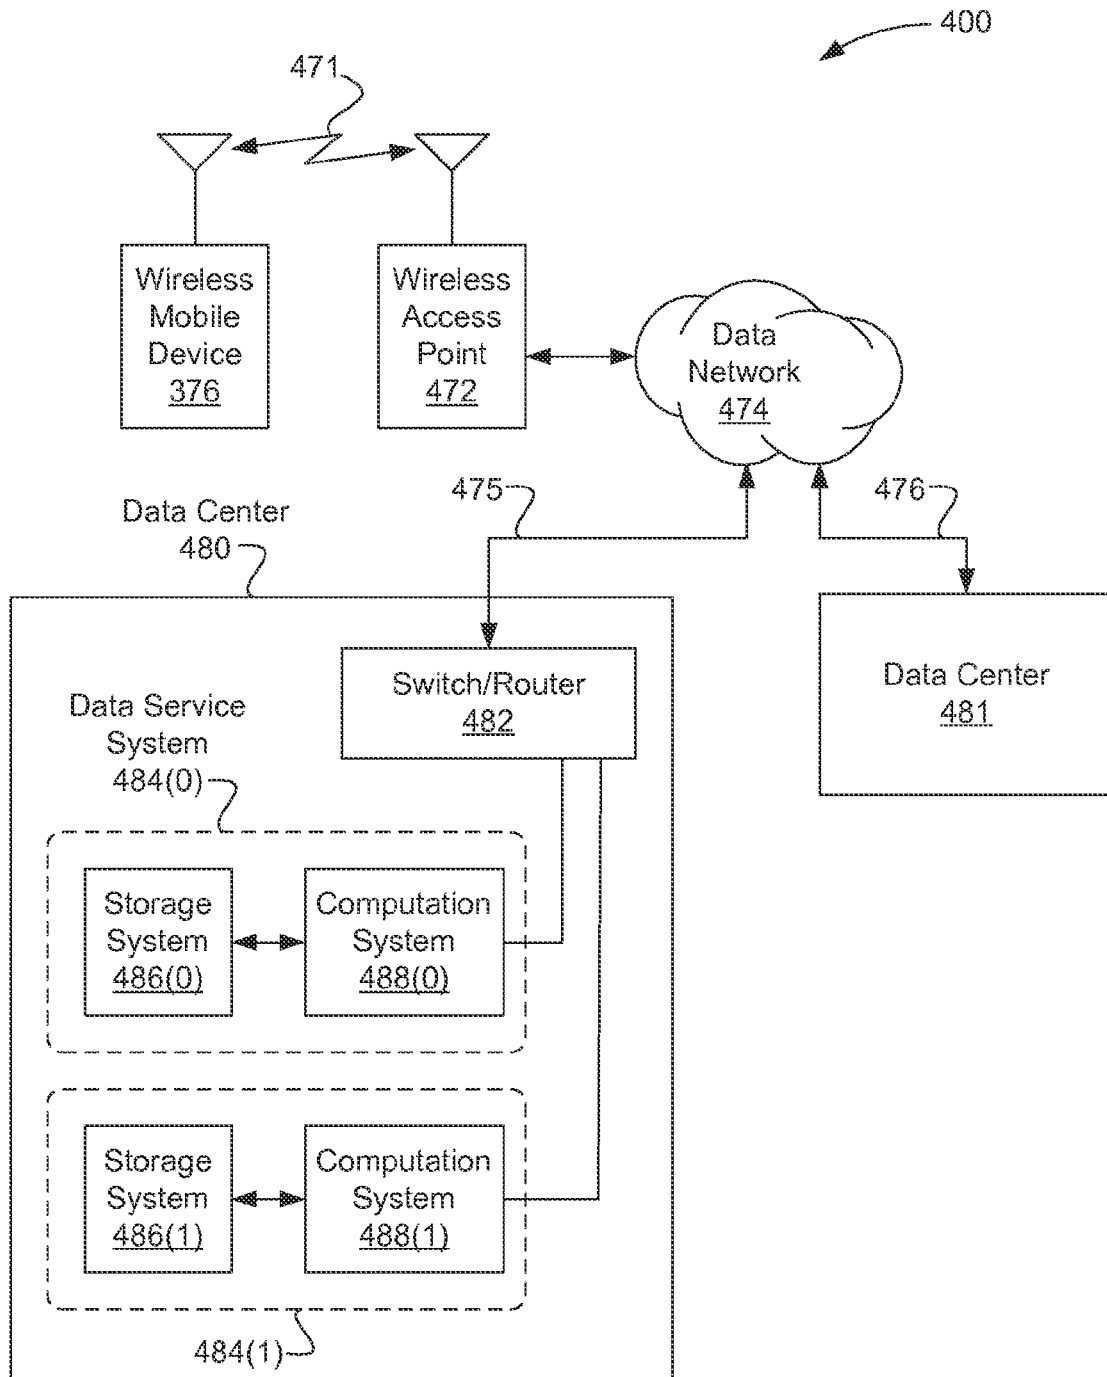 400
471
Wireless
Mobile
Device
376
Wireless
Access
Point
472
Data
Network
474
475
476
Data Center
480
Switch/Router
482
Data Center
481
Data Service
System
484(0)
Storage
System
486(0)
Computation
System
488(0)
Storage
System
486(1)
Computation
System
488(1)
484(1)